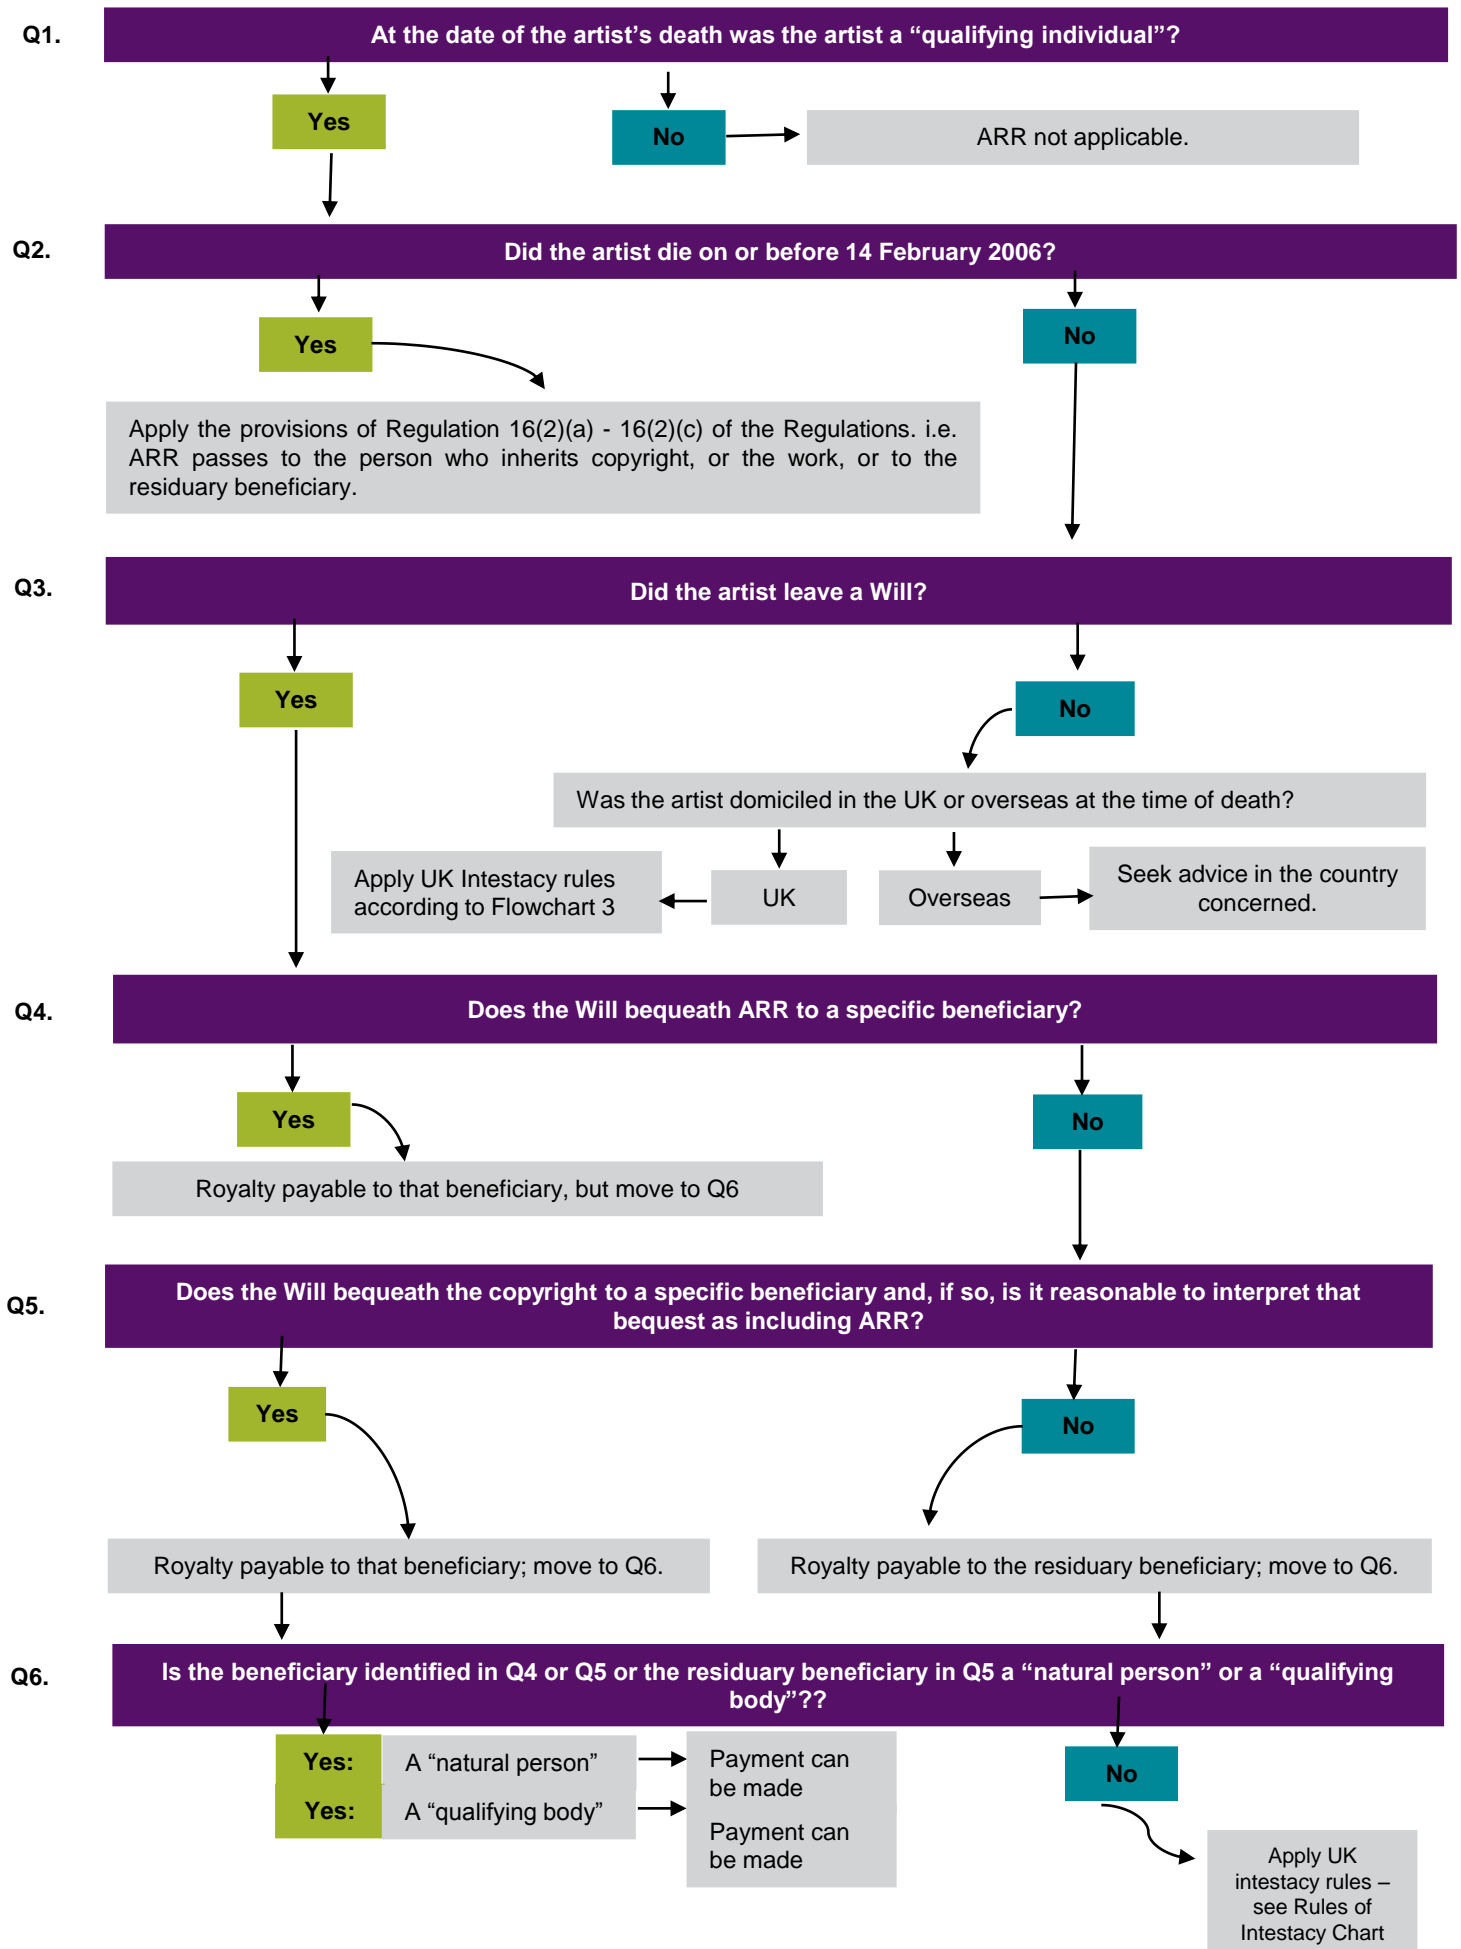 Q1.
At the date of the artist’s death was the artist a “qualifying individual”?
Yes
No
ARR not applicable.
Q2.
Did the artist die on or before 14 February 2006?
Yes
No
Apply the provisions of Regulation 16(2)(a) - 16(2)(c) of the Regulations. i.e.
ARR passes to the person who inherits copyright, or the work, or to the
residuary beneficiary.
Q3.
Did the artist leave a Will?
Yes
No
Was the artist domiciled in the UK or overseas at the time of death?
Apply UK Intestacy rules
according to Flowchart 3
UK
Overseas
Seek advice in the country
concerned.
Q4.
Does the Will bequeath ARR to a specific beneficiary?
Yes
No
Royalty payable to that beneficiary, but move to Q6
Q5.
Does the Will bequeath the copyright to a specific beneficiary and, if so, is it reasonable to interpret that
bequest as including ARR?
Yes
No
Royalty payable to that beneficiary; move to Q6.
Royalty payable to the residuary beneficiary; move to Q6.
Q6.
Is the beneficiary identified in Q4 or Q5 or the residuary beneficiary in Q5 a “natural person” or a “qualifying
body”??
Yes:
A “natural person”
Payment can
be made
Yes:
A “qualifying body”
Payment can
be made
No
Apply UK
intestacy rules –
see Rules of
Intestacy Chart